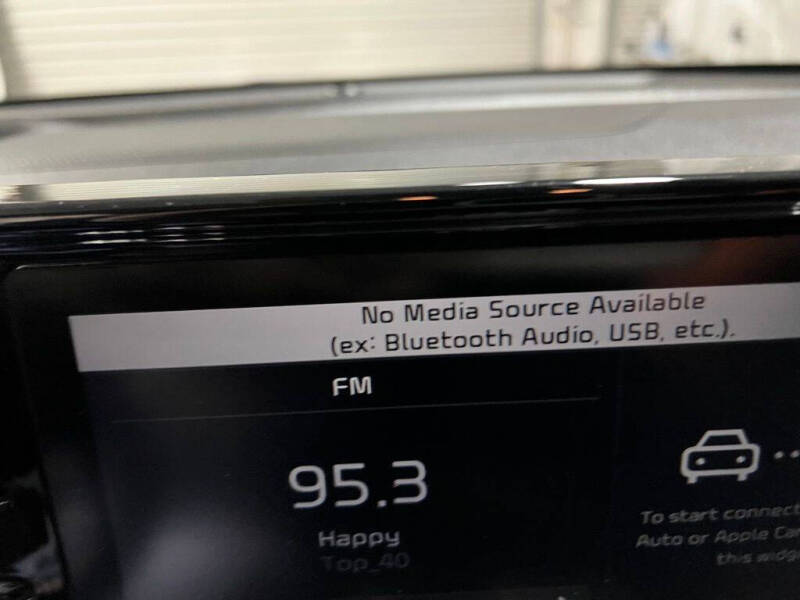 No Media Source Available
(ex: Bluetooth Audio, USB, etc.).
FM
95.3
Happy
Top_40
To start connect
Auto or Apple Ca
this widg